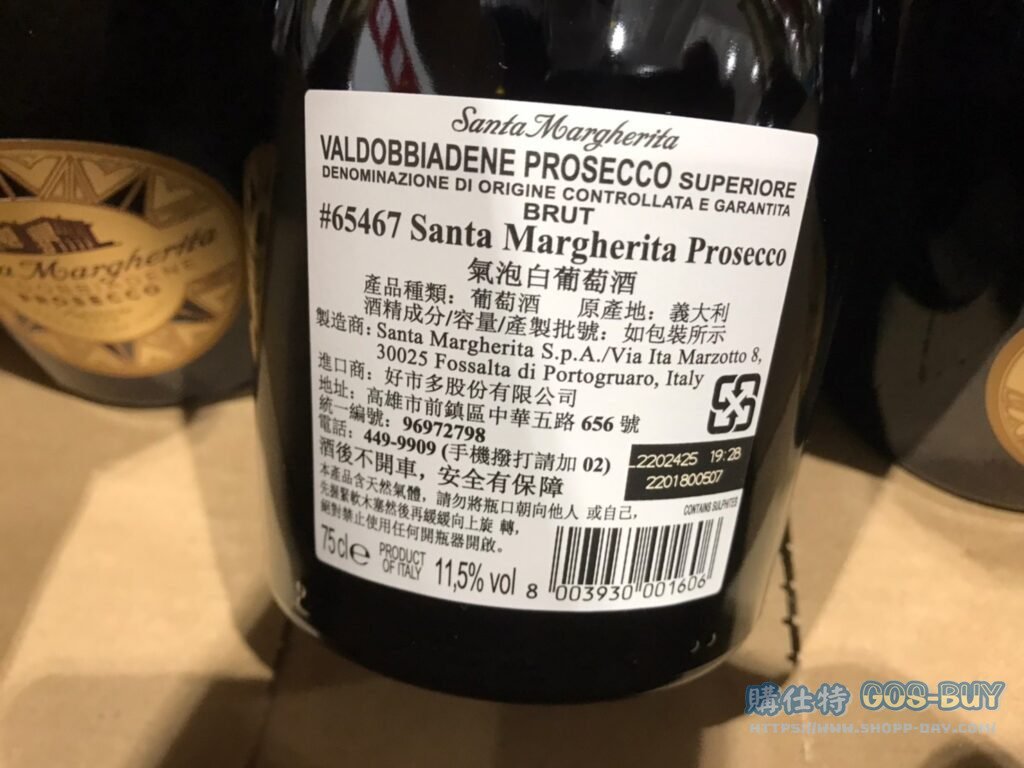 Santa Margherita
VALDOBBIADENE PROSECCO SUPERIORE
DENOMINAZIONE DI ORIGINE CONTROLLATA E GARANTITA
BRUT
#65467 Santa Margherita Prosecco
氣泡白葡萄酒
產品種類：葡萄酒 原產地：義大利
酒精成分/容量/產製批號：如包裝所示
製造商：Santa Margherita S.p.A./Via Ita Marzotto 8,
30025 Fossalta di Portogruaro, Italy
進口商：好市多股份有限公司
地址：高雄市前鎮區中華五路 656 號
統一編號：96972798
電話：449-9909 (手機撥打請加 02)
酒後不開車，安全有保障
L2202425 19:28
2201800507
本產品含天然氣體，請勿將瓶口朝向他人 或自己，
先握緊軟木塞然後再緩緩向上旋 轉，
絕對禁止使用任何開瓶器開啟。
CONTAINS SULPHITES
75cl e PRODUCT
OF ITALY 11,5% vol
8 003930 001606
a Margherita
PROSECCO
購仕特 GOS-BUY
HTTPS://WWW.SHOPP-DAY.COM/